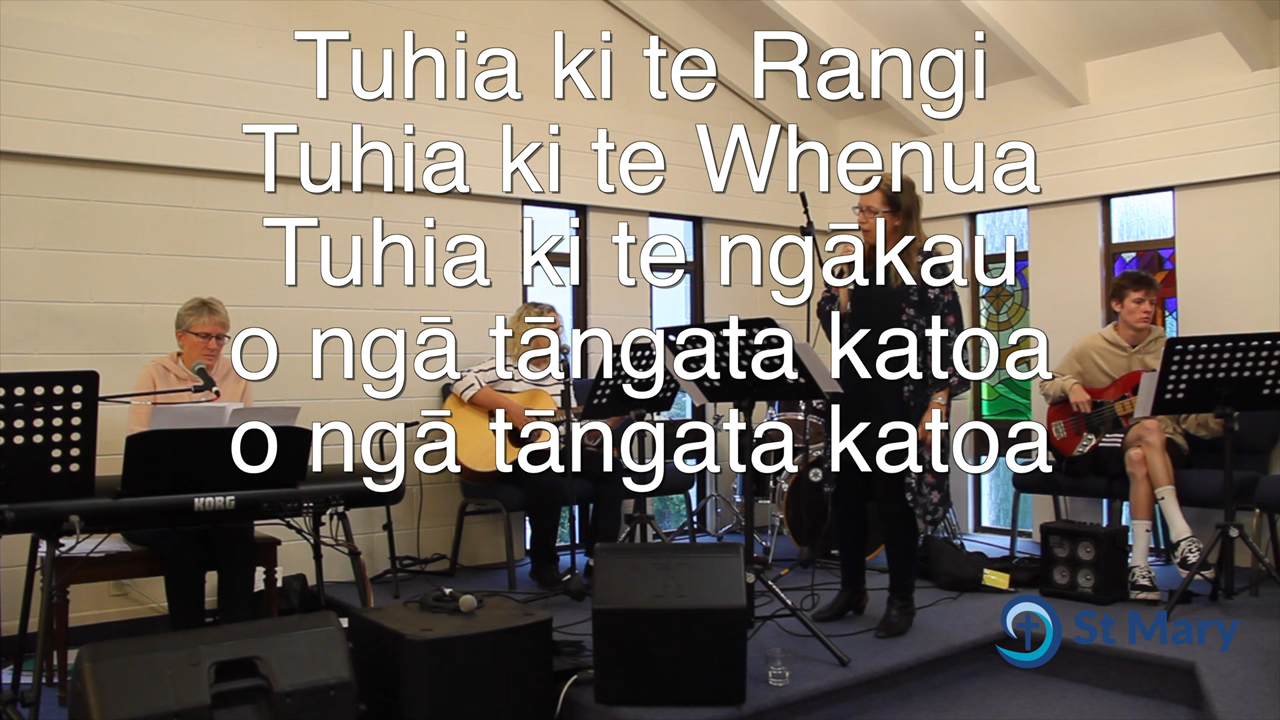 Tuhia ki te Rangi
Tuhia ki te Whenua
Tuhia ki te ngākau
o ngā tāngata katoa
o ngā tāngata katoa
KORG
St Mary